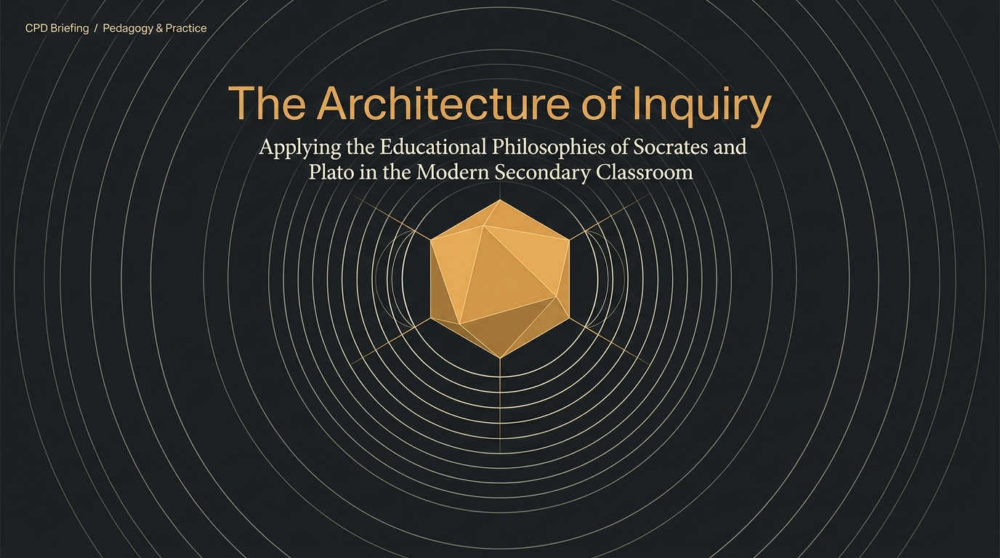 CPD Briefing / Pedagogy & Practice
The Architecture of Inquiry
Applying the Educational Philosophies of Socrates and
Plato in the Modern Secondary Classroom